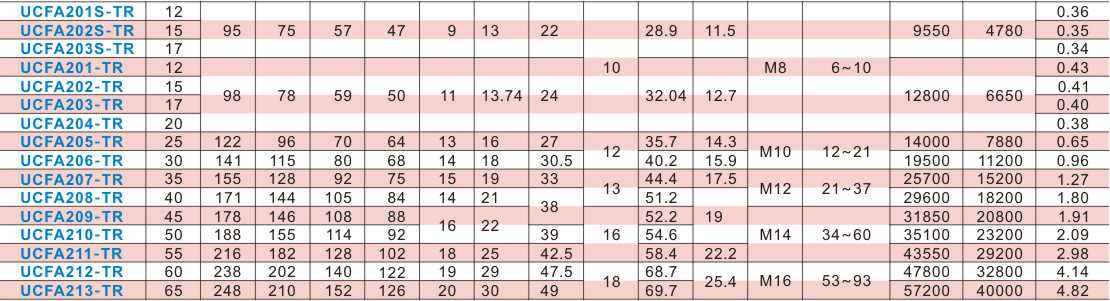 UCFA201S-TR 12 0.36
UCFA202S-TR 15 95 75 57 47 9 13 22 28.9 11.5 9550 4780 0.35
UCFA203S-TR 17 0.34
UCFA201-TR 12 10 M8 6~10 0.43
UCFA202-TR 15 0.41
98 78 59 50 11 13.74 24 32.04 12.7 12800 6650
UCFA203-TR 17 0.40
UCFA204-TR 20 0.38
UCFA205-TR 25 122 96 70 64 13 16 27 35.7 14.3 14000 7880 0.65
12 M10 12~21
UCFA206-TR 30 141 115 80 68 14 18 30.5 40.2 15.9 19500 11200 0.96
UCFA207-TR 35 155 128 92 75 15 19 33 44.4 17.5 25700 15200 1.27
13 M12 21~37
UCFA208-TR 40 171 144 105 84 14 21 51.2 29600 18200 1.80
38
UCFA209-TR 45 178 146 108 88 52.2 19 31850 20800 1.91
16 22
UCFA210-TR 50 188 155 114 92 39 16 54.6 M14 34~60 35100 23200 2.09
UCFA211-TR 55 216 182 128 102 18 25 42.5 58.4 22.2 43550 29200 2.98
UCFA212-TR 60 238 202 140 122 19 29 47.5 68.7 47800 32800 4.14
18 25.4 M16 53~93
UCFA213-TR 65 248 210 152 126 20 30 49 69.7 57200 40000 4.82